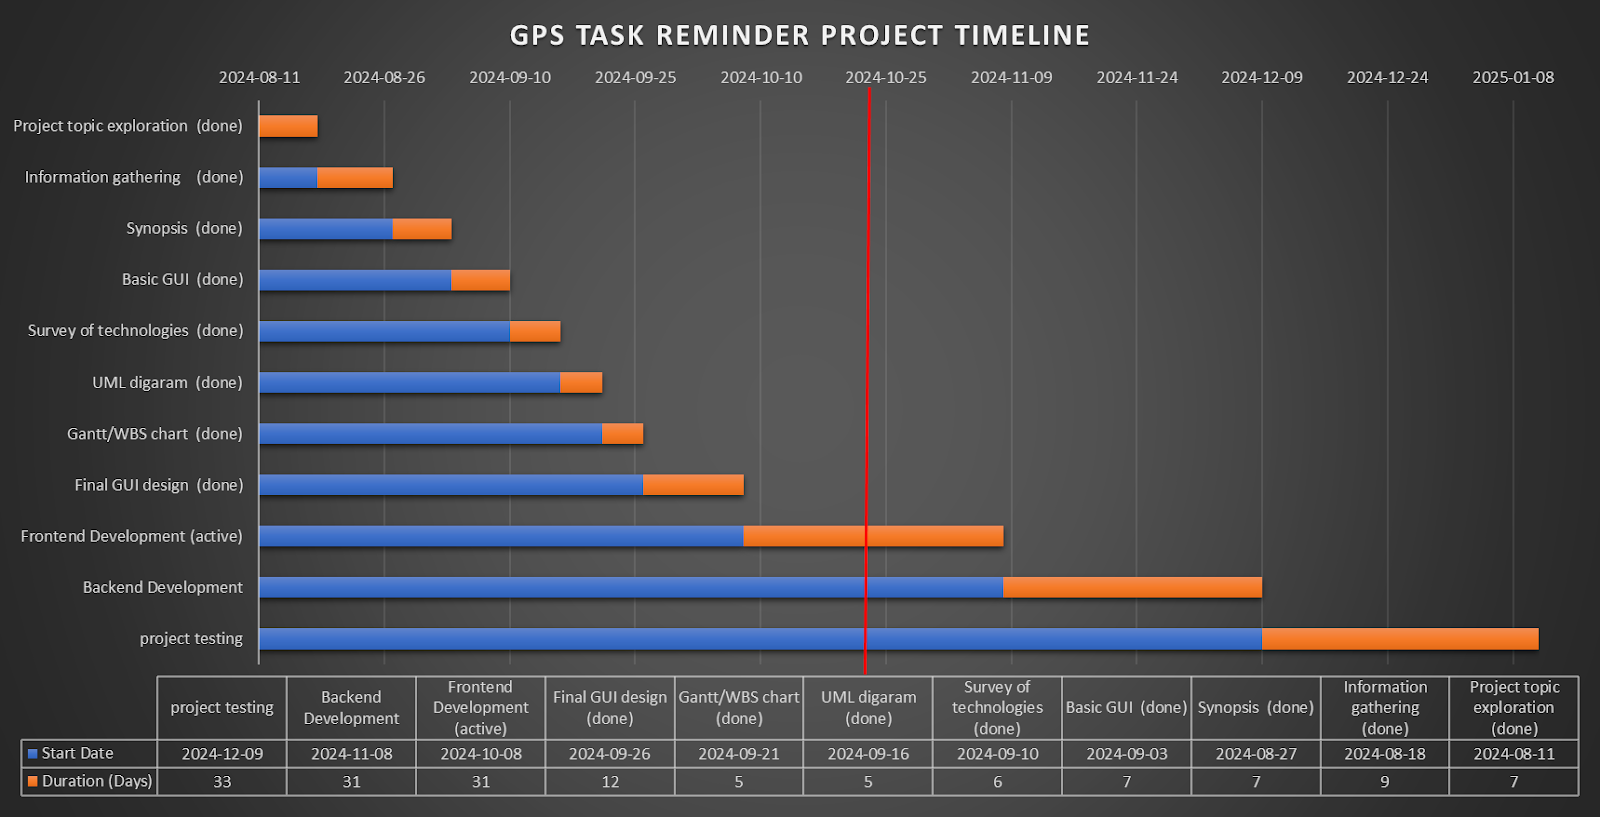 GPS TASK REMINDER PROJECT TIMELINE
2024-08-11 2024-08-26 2024-09-10 2024-09-25 2024-10-10 2024-10-25 2024-11-09 2024-11-24 2024-12-09 2024-12-24 2025-01-08
Project topic exploration (done)
Information gathering (done)
Synopsis (done)
Basic GUI (done)
Survey of technologies (done)
UML digaram (done)
Gantt/WBS chart (done)
Final GUI design (done)
Frontend Development (active)
Backend Development
project testing
project testing
Backend
Development
Frontend
Development
(active)
Final GUI design
(done)
Gantt/WBS chart
(done)
UML digaram
(done)
Survey of
technologies
(done)
Basic GUI (done)
Synopsis (done)
Information
gathering
(done)
Project topic
exploration
(done)
Start Date 2024-12-09 2024-11-08 2024-10-08 2024-09-26 2024-09-21 2024-09-16 2024-09-10 2024-09-03 2024-08-27 2024-08-18 2024-08-11
Duration (Days) 33 31 31 12 5 5 6 7 7 9 7